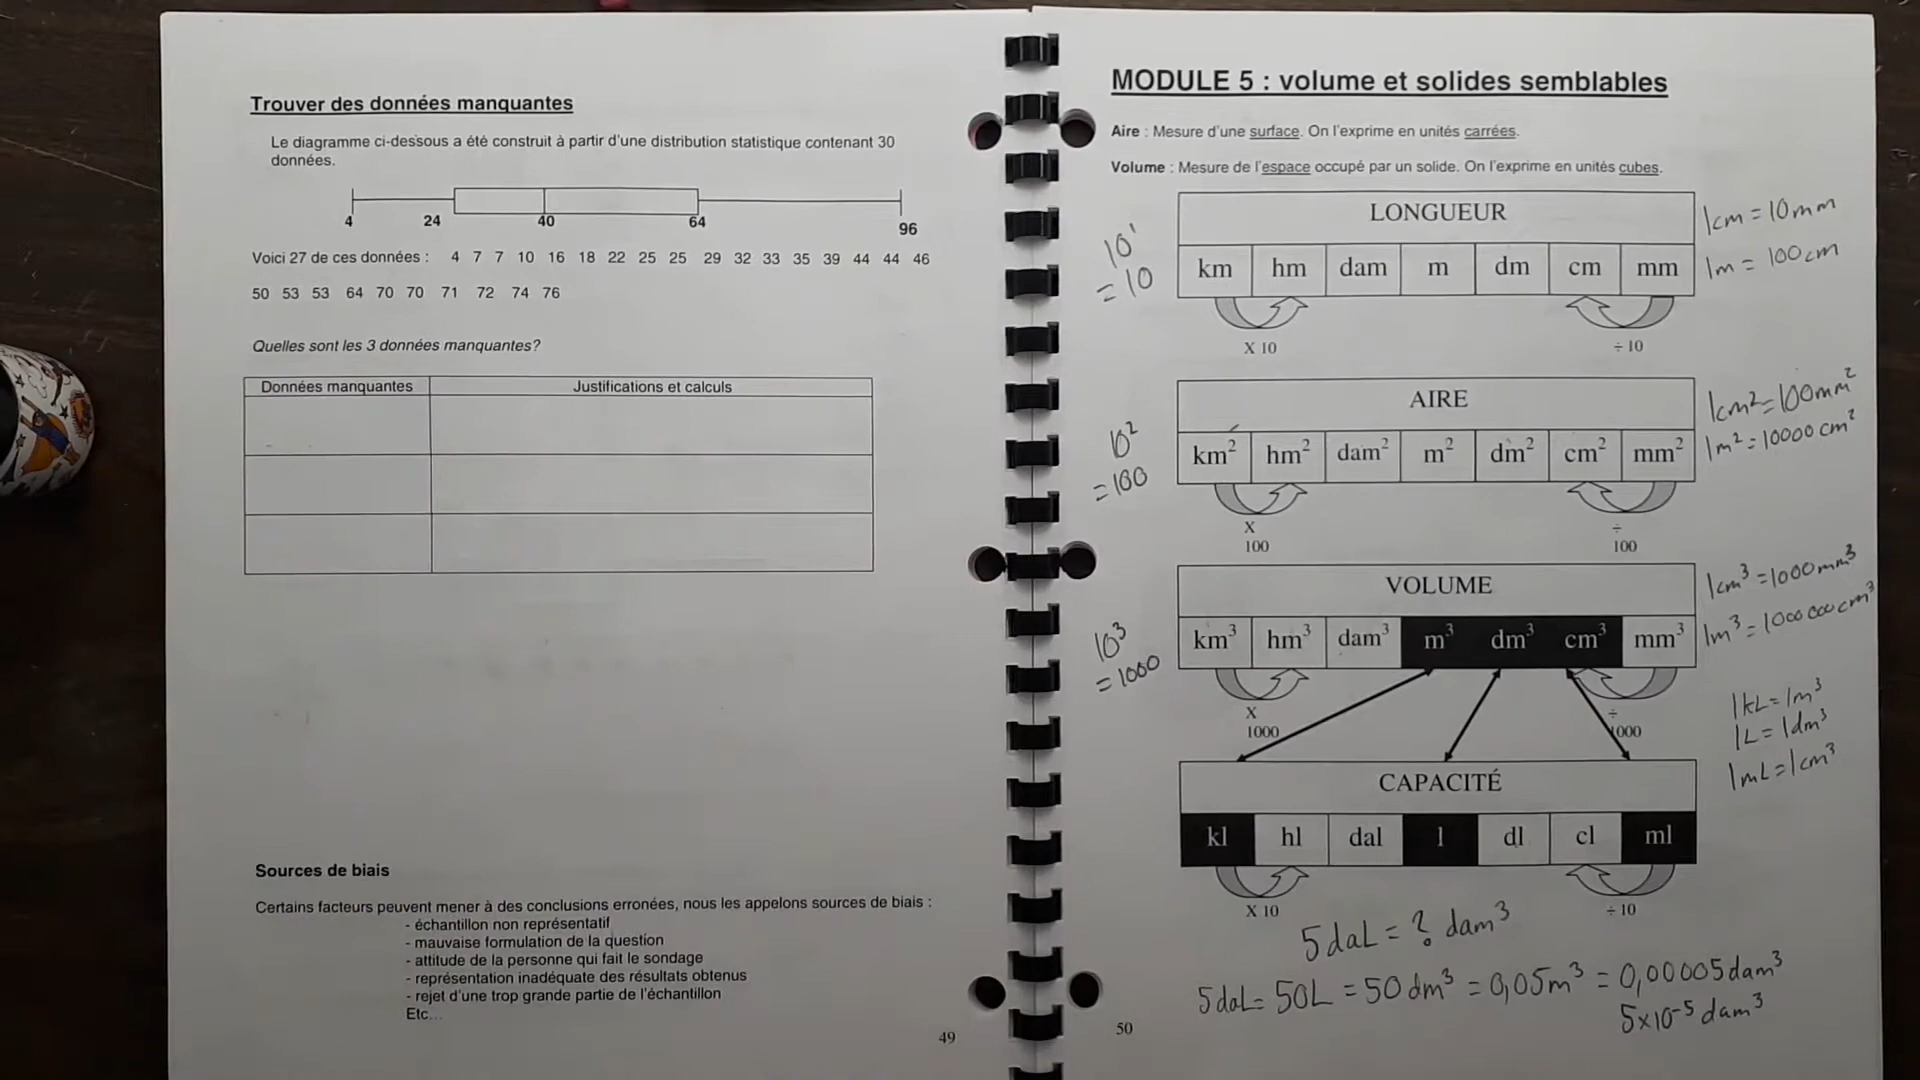 Trouver des données manquantes
Le diagramme ci-dessous a été construit à partir d'une distribution statistique contenant 30
données.
4 24 40 64 96
Voici 27 de ces données : 4 7 7 10 16 18 22 25 25 29 32 33 35 39 44 44 46
50 53 53 64 70 70 71 72 74 76
Quelles sont les 3 données manquantes?
Données manquantes Justifications et calculs
Sources de biais
Certains facteurs peuvent mener à des conclusions erronées, nous les appelons sources de biais :
- échantillon non représentatif
- mauvaise formulation de la question
- attitude de la personne qui fait le sondage
- représentation inadéquate des résultats obtenus
- rejet d'une trop grande partie de l'échantillon
Etc...
49
MODULE 5 : volume et solides semblables
Aire : Mesure d'une surface. On l'exprime en unités carrées.
Volume : Mesure de l'espace occupé par un solide. On l'exprime en unités cubes.
LONGUEUR
km hm dam m dm cm mm
X 10 ÷ 10
10¹
= 10
1cm = 10mm
1m = 100cm
AIRE
km² hm² dam² m² dm² cm² mm²
X ÷
100 100
10²
= 100
1cm² = 100mm²
1m² = 10000 cm²
VOLUME
km³ hm³ dam³ m³ dm³ cm³ mm³
X ÷
1000 1000
10³
= 1000
1cm³ = 1000mm³
1m³ = 1000000cm³
1kL = 1m³
1L = 1dm³
1mL = 1cm³
CAPACITÉ
kl hl dal l dl cl ml
X 10 ÷ 10
5daL = ? dam³
5daL = 50L = 50dm³ = 0,05m³ = 0,00005dam³
5x10⁻⁵ dam³
50